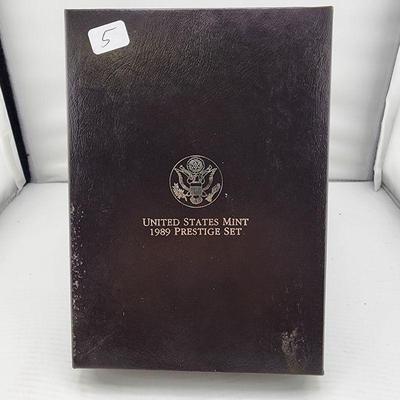 5
UNITED STATES MINT
1989 PRESTIGE SET